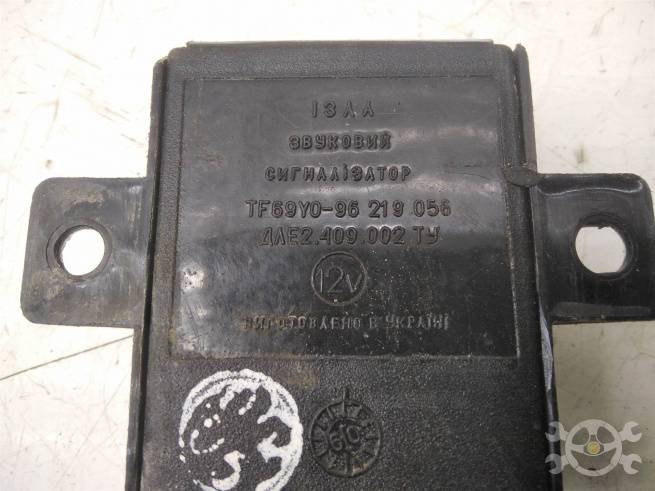 ІЗАА
ЗВУКОВИЙ
СИГНАЛІЗАТОР
TF69Y0-96 219 056
ДЛЕ2.409.002 ТУ
12v
ВИГОТОВЛЕНО В УКРАЇНІ